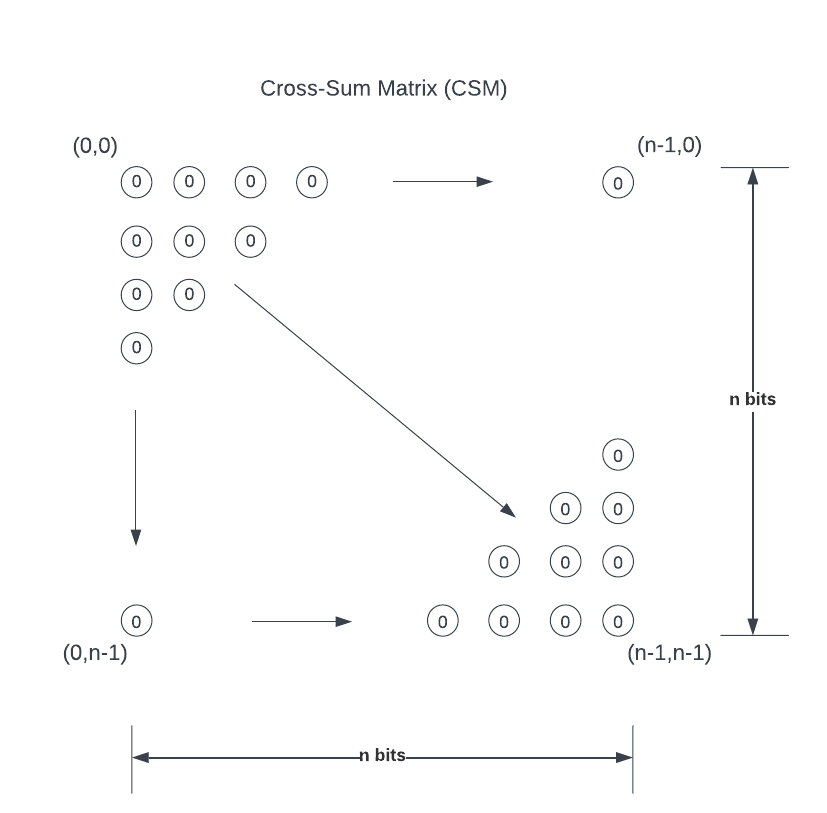 Cross-Sum Matrix (CSM)
(0,0)
(n-1,0)
0 0 0 0 0
0 0 0
0 0
0
n bits
0
0 0
0 0 0
0 0 0 0 0
(0,n-1)
(n-1,n-1)
n bits